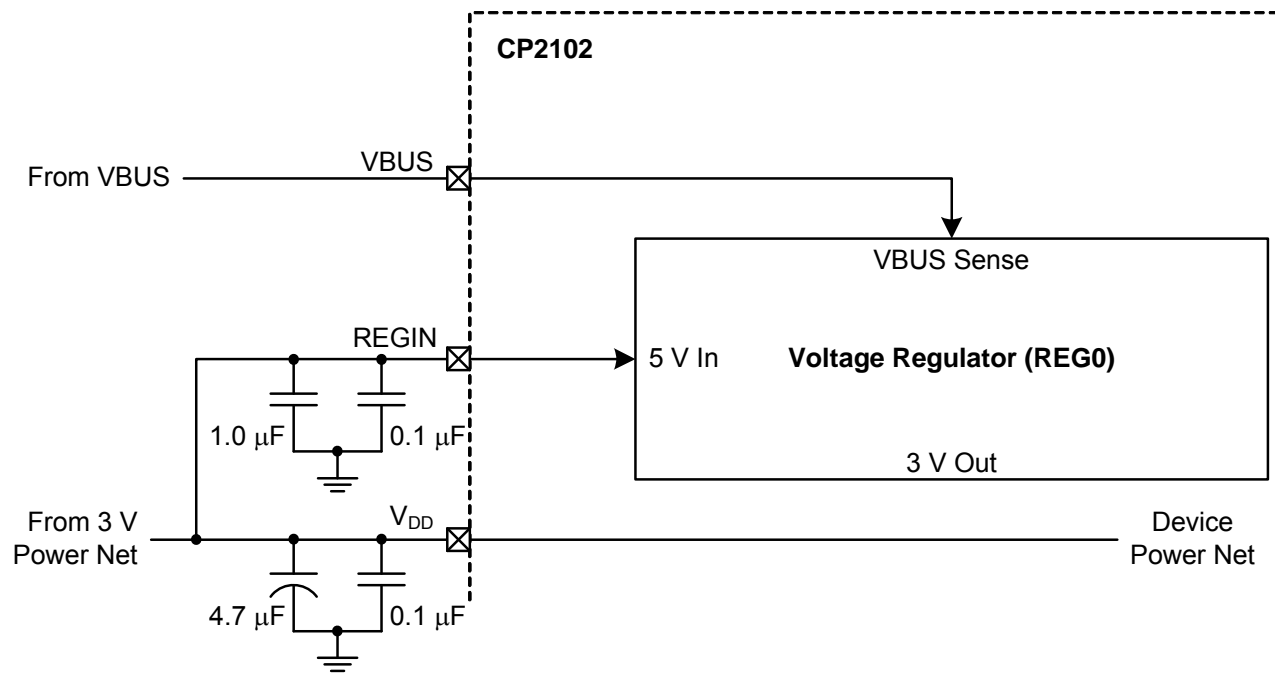 CP2102
VBUS
From VBUS
VBUS Sense
REGIN
5 V In
Voltage Regulator (REG0)
1.0 μF
0.1 μF
3 V Out
From 3 V
Power Net
VDD
Device
Power Net
4.7 μF
0.1 μF